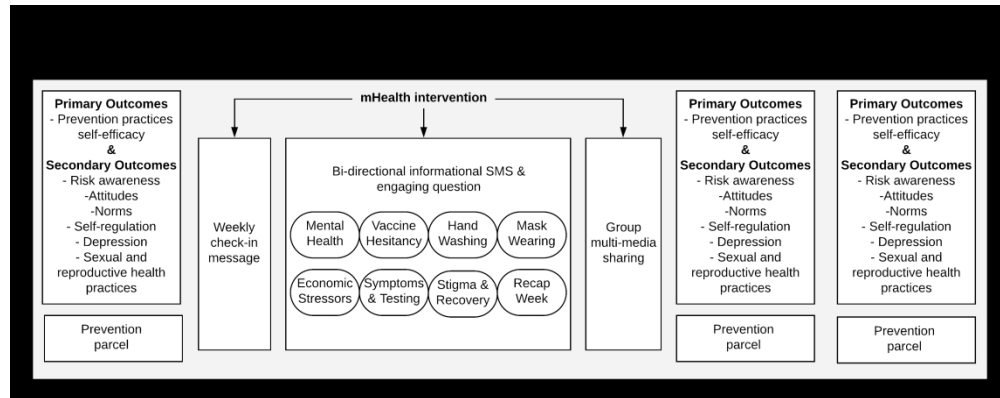 Primary Outcomes
- Prevention practices
self-efficacy
&
Secondary Outcomes
- Risk awareness
-Attitudes
-Norms
- Self-regulation
- Depression
- Sexual and
reproductive health
practices
Prevention
parcel
mHealth intervention
Weekly
check-in
message
Bi-directional informational SMS &
engaging question
Mental
Health
Vaccine
Hesitancy
Hand
Washing
Mask
Wearing
Economic
Stressors
Symptoms
& Testing
Stigma &
Recovery
Recap
Week
Group
multi-media
sharing
Primary Outcomes
- Prevention practices
self-efficacy
&
Secondary Outcomes
- Risk awareness
-Attitudes
-Norms
- Self-regulation
- Depression
- Sexual and
reproductive health
practices
Prevention
parcel
Primary Outcomes
- Prevention practices
self-efficacy
&
Secondary Outcomes
- Risk awareness
-Attitudes
-Norms
- Self-regulation
- Depression
- Sexual and
reproductive health
practices
Prevention
parcel